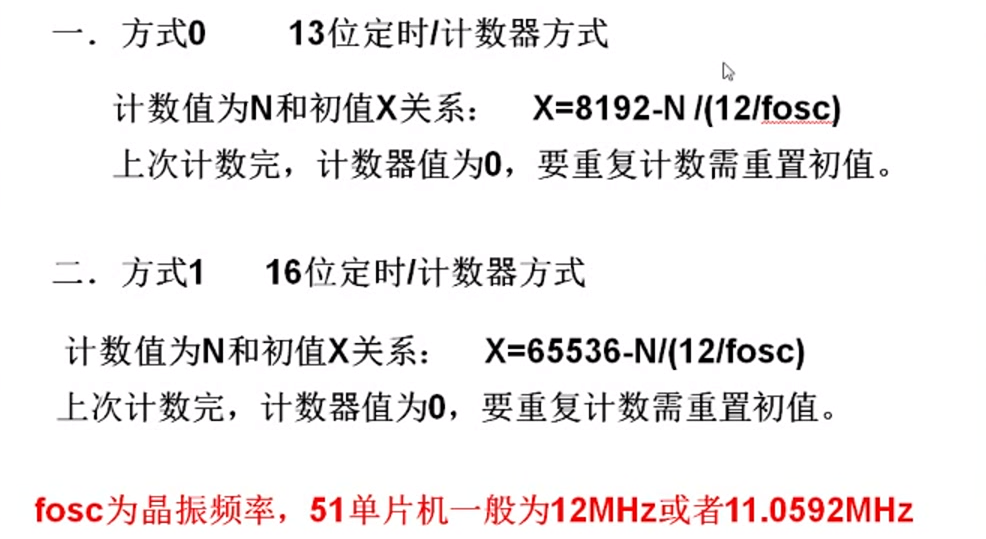 一．方式0 13位定时/计数器方式
计数值为N和初值X关系： X=8192-N /(12/fosc)
上次计数完，计数器值为0，要重复计数需重置初值。
二．方式1 16位定时/计数器方式
计数值为N和初值X关系： X=65536-N/(12/fosc)
上次计数完，计数器值为0，要重复计数需重置初值。
fosc为晶振频率，51单片机一般为12MHz或者11.0592MHz